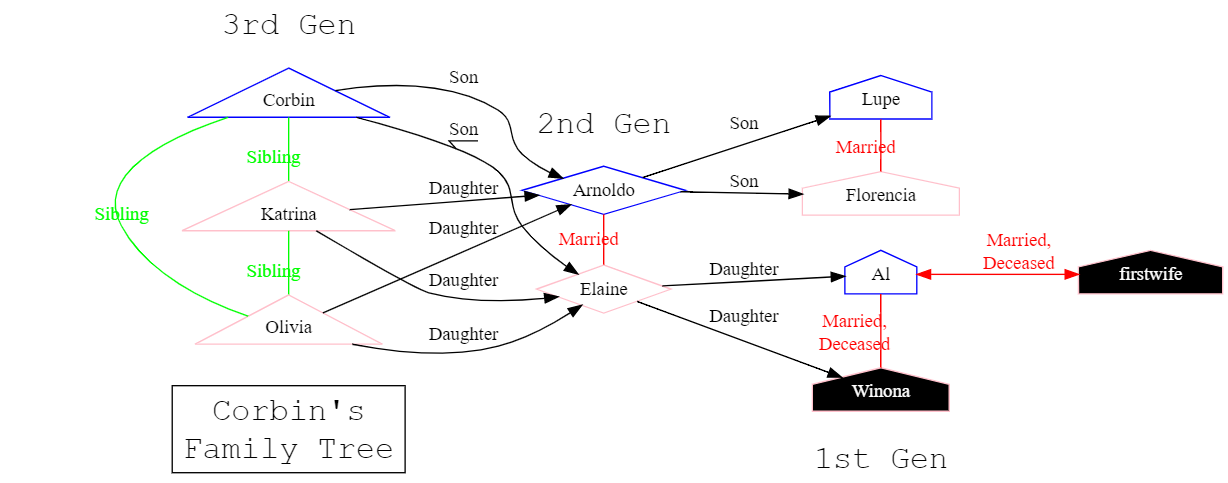 3rd Gen
Corbin
Son
Son
Sibling
Katrina
Sibling
Sibling
Olivia
Daughter
Daughter
Daughter
Daughter
2nd Gen
Arnoldo
Married
Elaine
Son
Son
Daughter
Daughter
Lupe
Married
Florencia
Al
Married,
Deceased
firstwife
Married,
Deceased
Winona
1st Gen
Corbin's
Family Tree